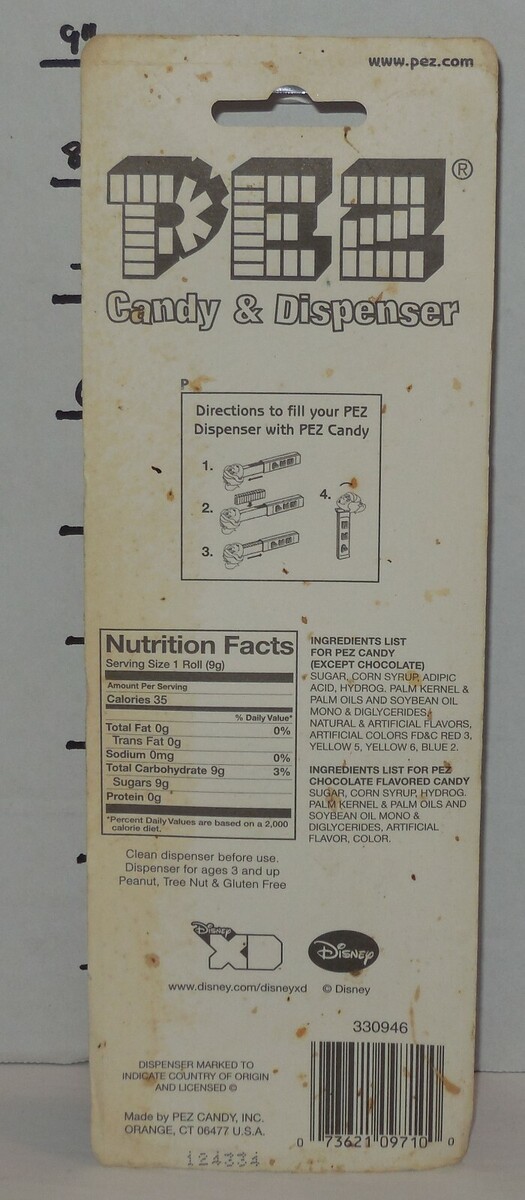 9"
8
www.pez.com
PEZ®
Candy & Dispenser
P
Directions to fill your PEZ
Dispenser with PEZ Candy
1.
2.
3.
4.
Nutrition Facts
Serving Size 1 Roll (9g)
Amount Per Serving
Calories 35
% Daily Value*
Total Fat 0g 0%
Trans Fat 0g
Sodium 0mg 0%
Total Carbohydrate 9g 3%
Sugars 9g
Protein 0g
*Percent Daily Values are based on a 2,000
calorie diet.
INGREDIENTS LIST
FOR PEZ CANDY
(EXCEPT CHOCOLATE)
SUGAR, CORN SYRUP, ADIPIC
ACID, HYDROG. PALM KERNEL &
PALM OILS AND SOYBEAN OIL
MONO & DIGLYCERIDES,
NATURAL & ARTIFICIAL FLAVORS,
ARTIFICIAL COLORS FD&C RED 3,
YELLOW 5, YELLOW 6, BLUE 2.
INGREDIENTS LIST FOR PEZ
CHOCOLATE FLAVORED CANDY
SUGAR, CORN SYRUP, HYDROG.
PALM KERNEL & PALM OILS AND
SOYBEAN OIL MONO &
DIGLYCERIDES, ARTIFICIAL
FLAVOR, COLOR.
Clean dispenser before use.
Dispenser for ages 3 and up
Peanut, Tree Nut & Gluten Free
Disney XD
Disney
www.disney.com/disneyxd © Disney
330946
DISPENSER MARKED TO
INDICATE COUNTRY OF ORIGIN
AND LICENSED ©
Made by PEZ CANDY, INC.
ORANGE, CT 06477 U.S.A.
0 73621 09710 0
124334